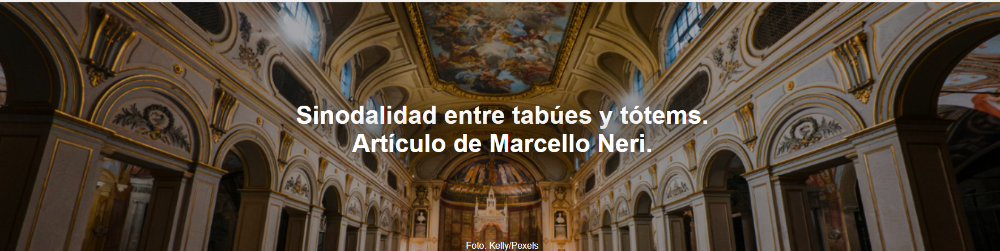 Sinodalidad entre tabúes y tótems.
Artículo de Marcello Neri.
Foto: Kelly/Pexels